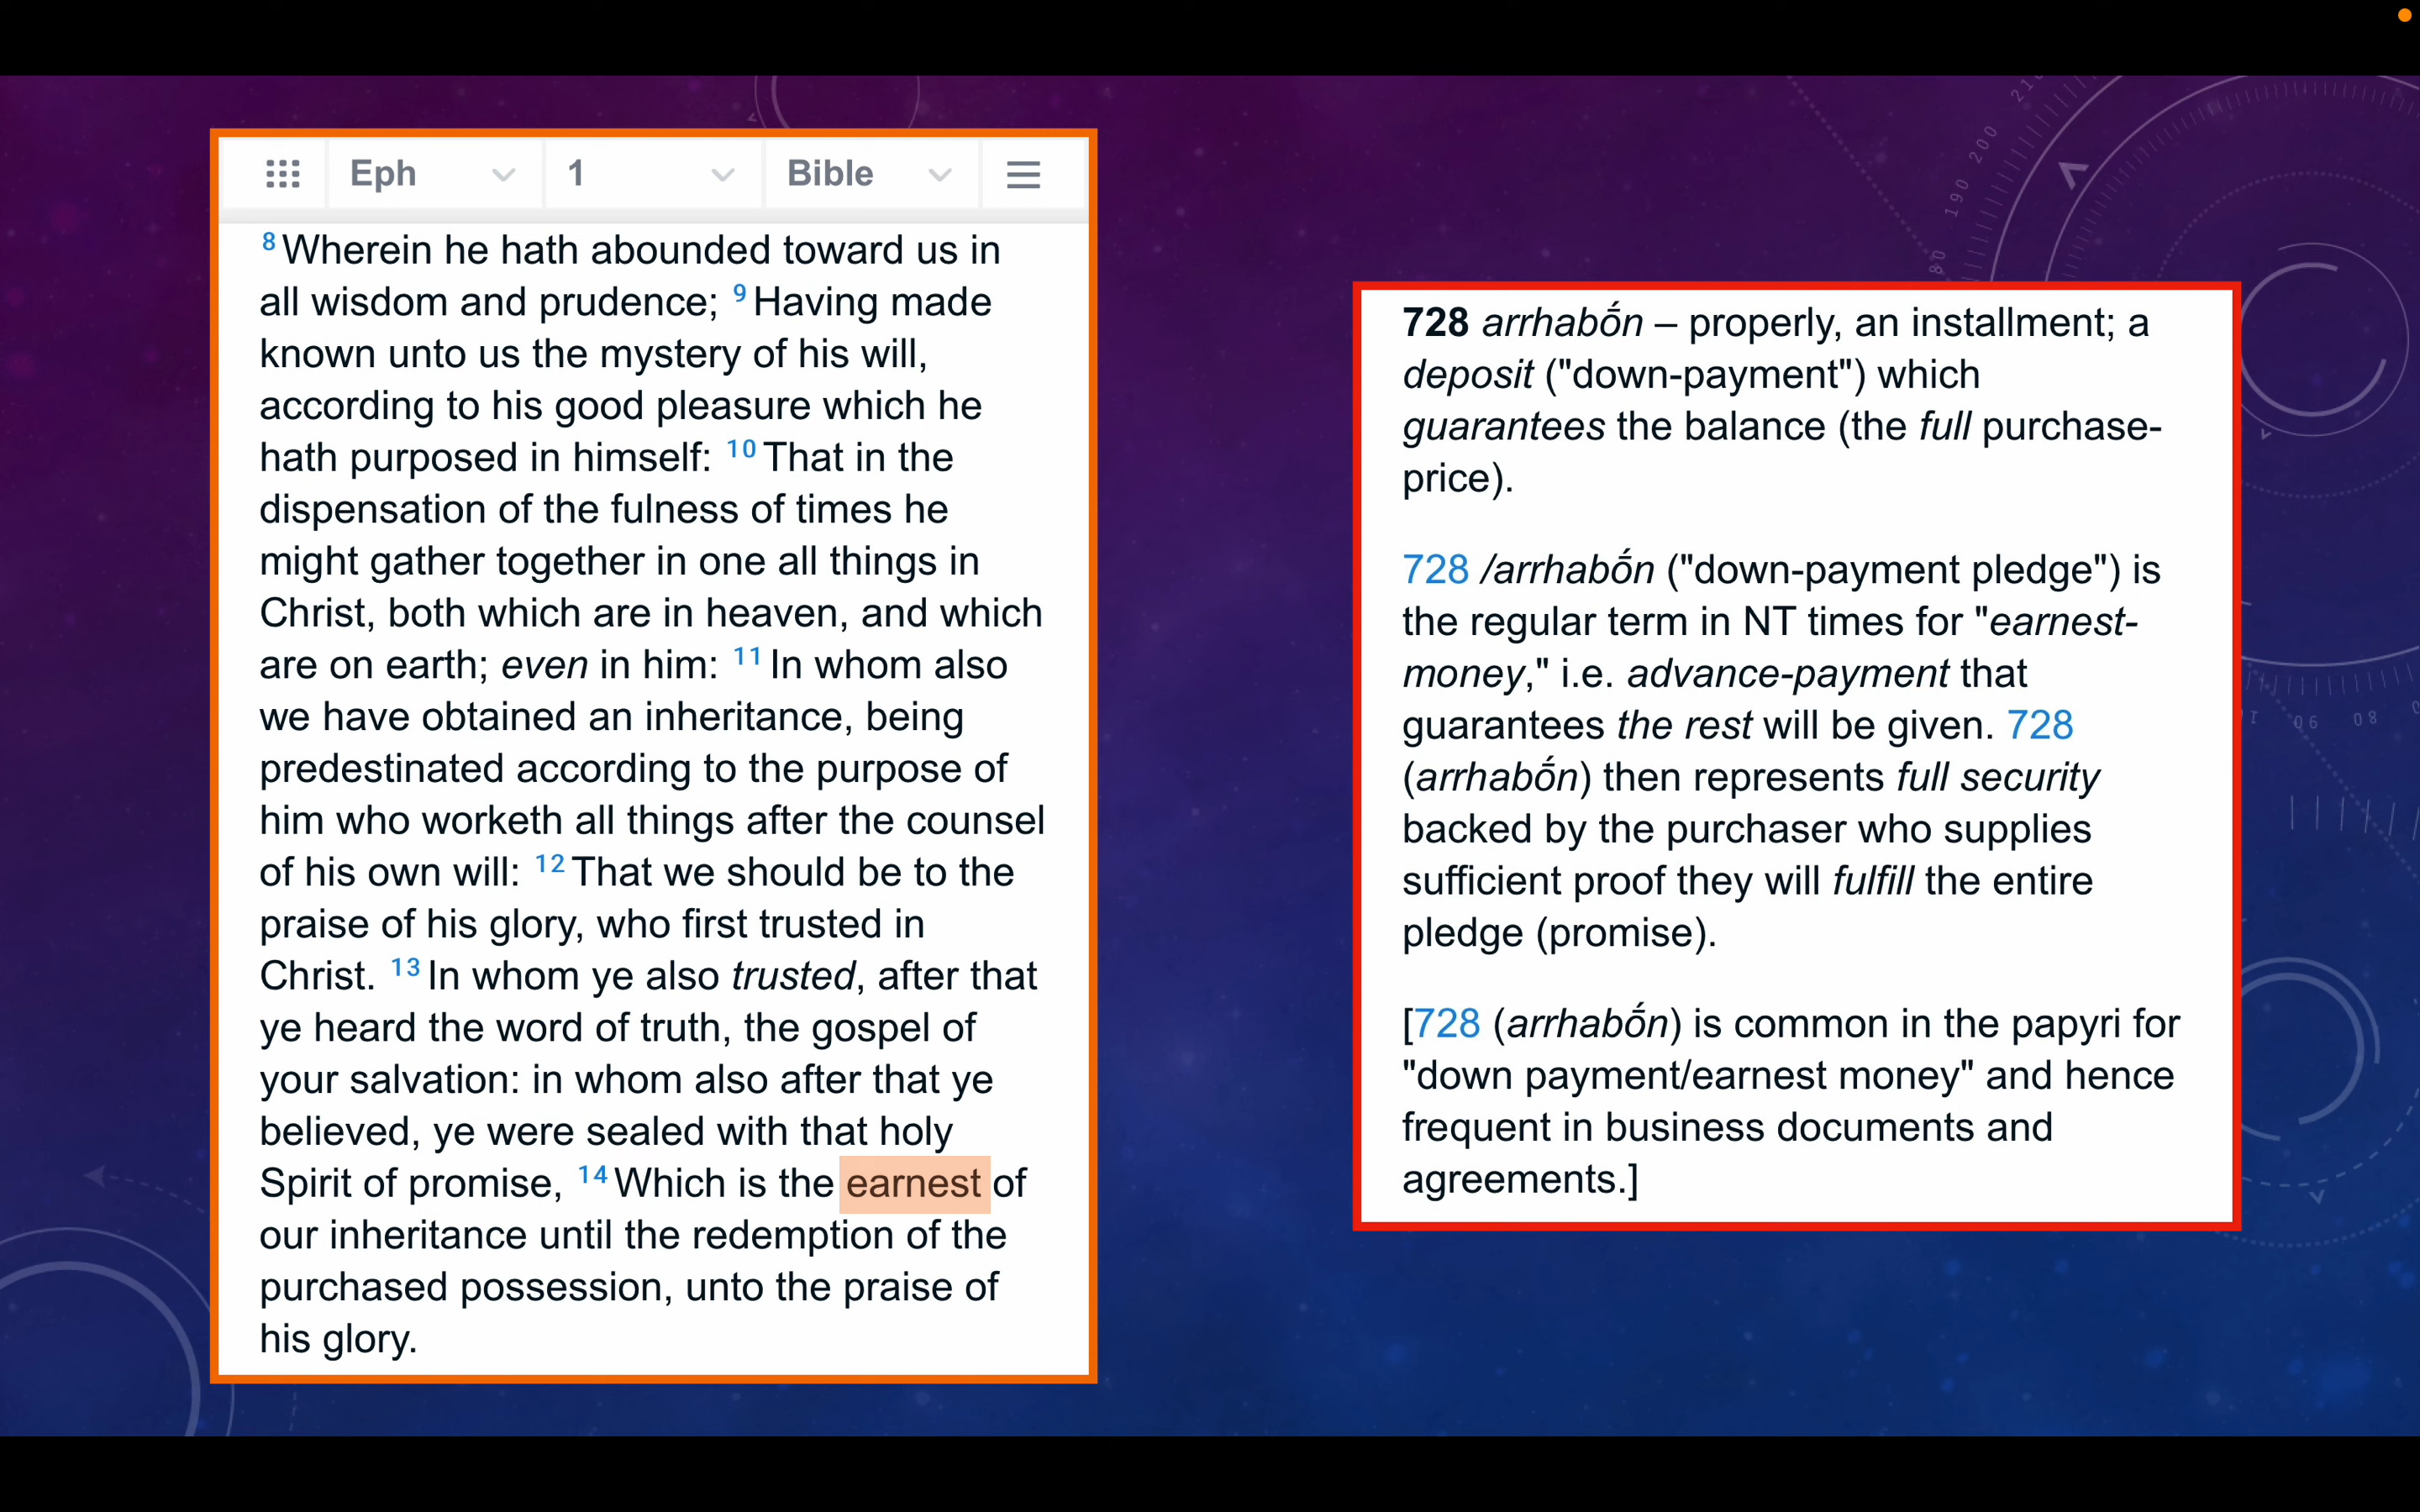 Eph 1 Bible
8 Wherein he hath abounded toward us in
all wisdom and prudence; 9 Having made
known unto us the mystery of his will,
according to his good pleasure which he
hath purposed in himself: 10 That in the
dispensation of the fulness of times he
might gather together in one all things in
Christ, both which are in heaven, and which
are on earth; even in him: 11 In whom also
we have obtained an inheritance, being
predestinated according to the purpose of
him who worketh all things after the counsel
of his own will: 12 That we should be to the
praise of his glory, who first trusted in
Christ. 13 In whom ye also trusted, after that
ye heard the word of truth, the gospel of
your salvation: in whom also after that ye
believed, ye were sealed with that holy
Spirit of promise, 14 Which is the earnest of
our inheritance until the redemption of the
purchased possession, unto the praise of
his glory.
728 arrhabṓn – properly, an installment; a
deposit ("down-payment") which
guarantees the balance (the full purchase-
price).
728 /arrhabṓn ("down-payment pledge") is
the regular term in NT times for "earnest-
money," i.e. advance-payment that
guarantees the rest will be given. 728
(arrhabṓn) then represents full security
backed by the purchaser who supplies
sufficient proof they will fulfill the entire
pledge (promise).
[728 (arrhabṓn) is common in the papyri for
"down payment/earnest money" and hence
frequent in business documents and
agreements.]
190 200